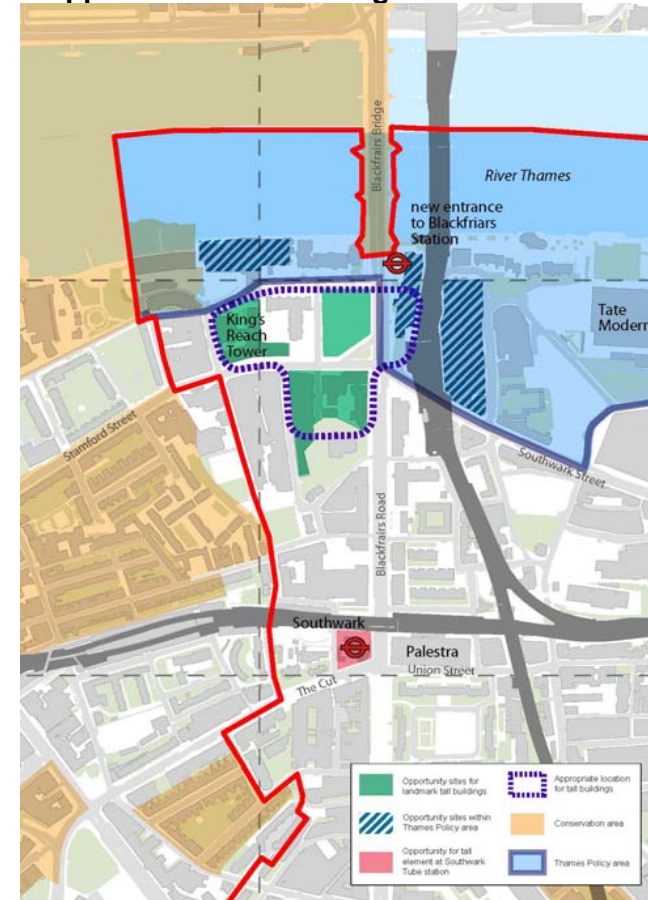 Blackfrairs Bridge
River Thames
new entrance
to Blackfriars
Station
King's
Reach
Tower
Tate
Modern
Stamford Street
Southwark Street
Blackfrairs Road
Southwark
Palestra
Union Street
The Cut
Opportunity sites for
landmark tall buildings
Appropriate location
for tall buildings
Opportunity sites within
Thames Policy area
Conservation area
Opportunity for tall
element at Southwark
Tube station
Thames Policy area